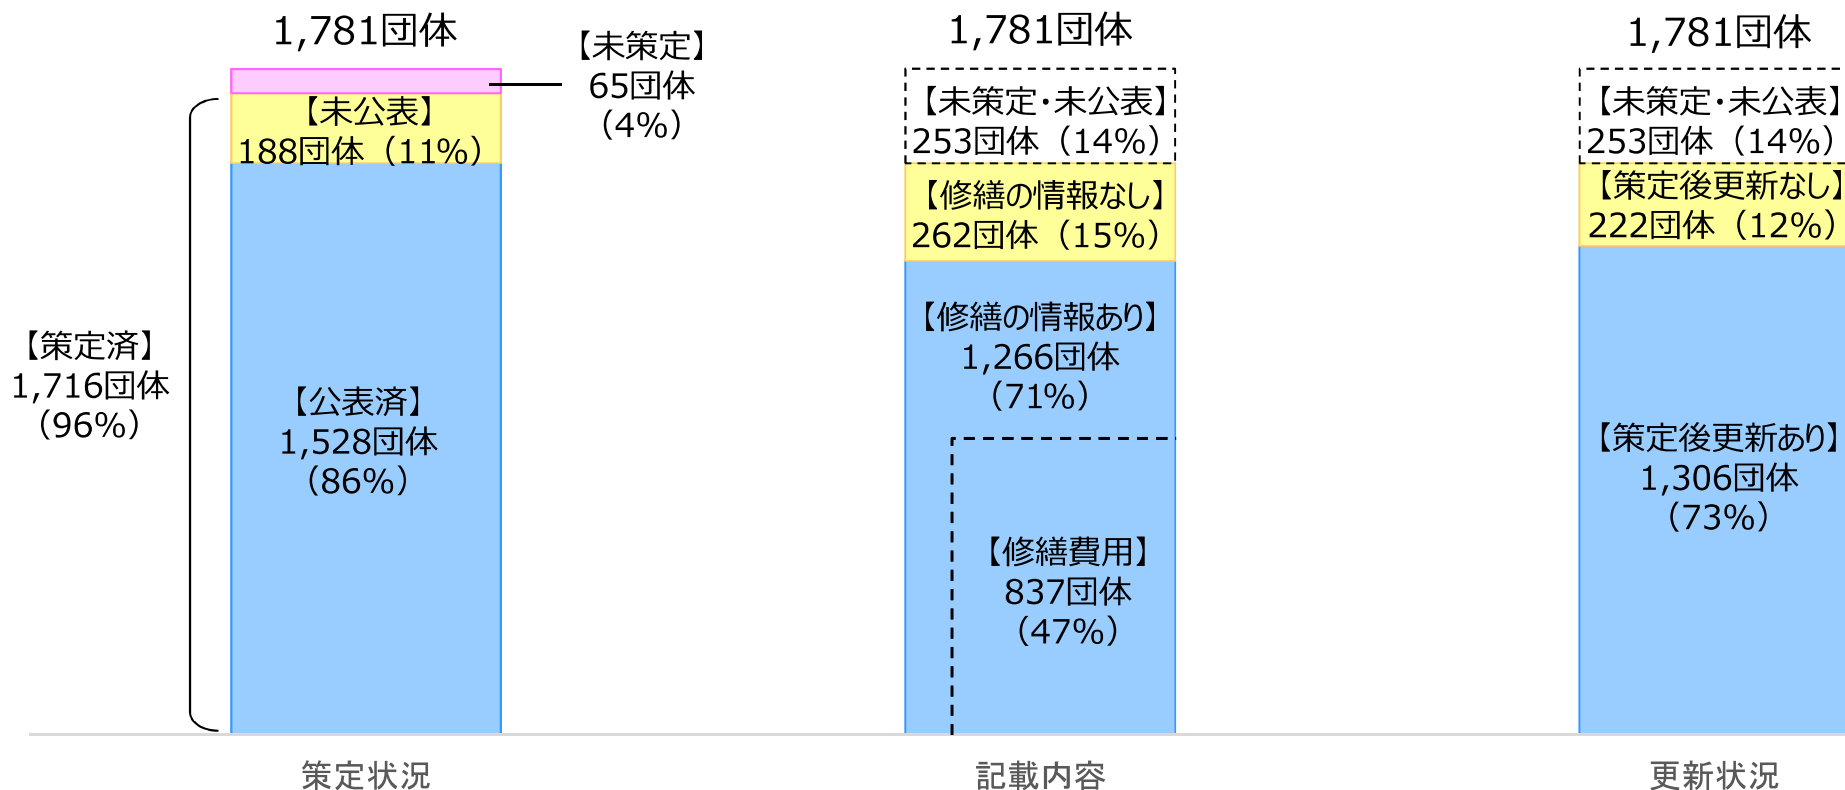 1,781団体
【未策定】
65団体
（4%）
【未公表】
188団体（11%）
【策定済】
1,716団体
（96%）
【公表済】
1,528団体
（86%）
策定状況
1,781団体
【未策定・未公表】
253団体（14%）
【修繕の情報なし】
262団体（15%）
【修繕の情報あり】
1,266団体
（71%）
【修繕費用】
837団体
（47%）
記載内容
1,781団体
【未策定・未公表】
253団体（14%）
【策定後更新なし】
222団体（12%）
【策定後更新あり】
1,306団体
（73%）
更新状況